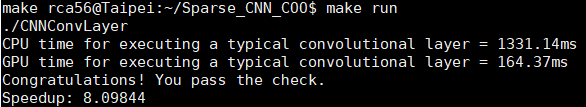 make rca56@Taipei:~/Sparse_CNN_COO$ make run
./CNNConvLayer
CPU time for executing a typical convolutional layer = 1331.14ms
GPU time for executing a typical convolutional layer = 164.37ms
Congratulations! You pass the check.
Speedup: 8.09844